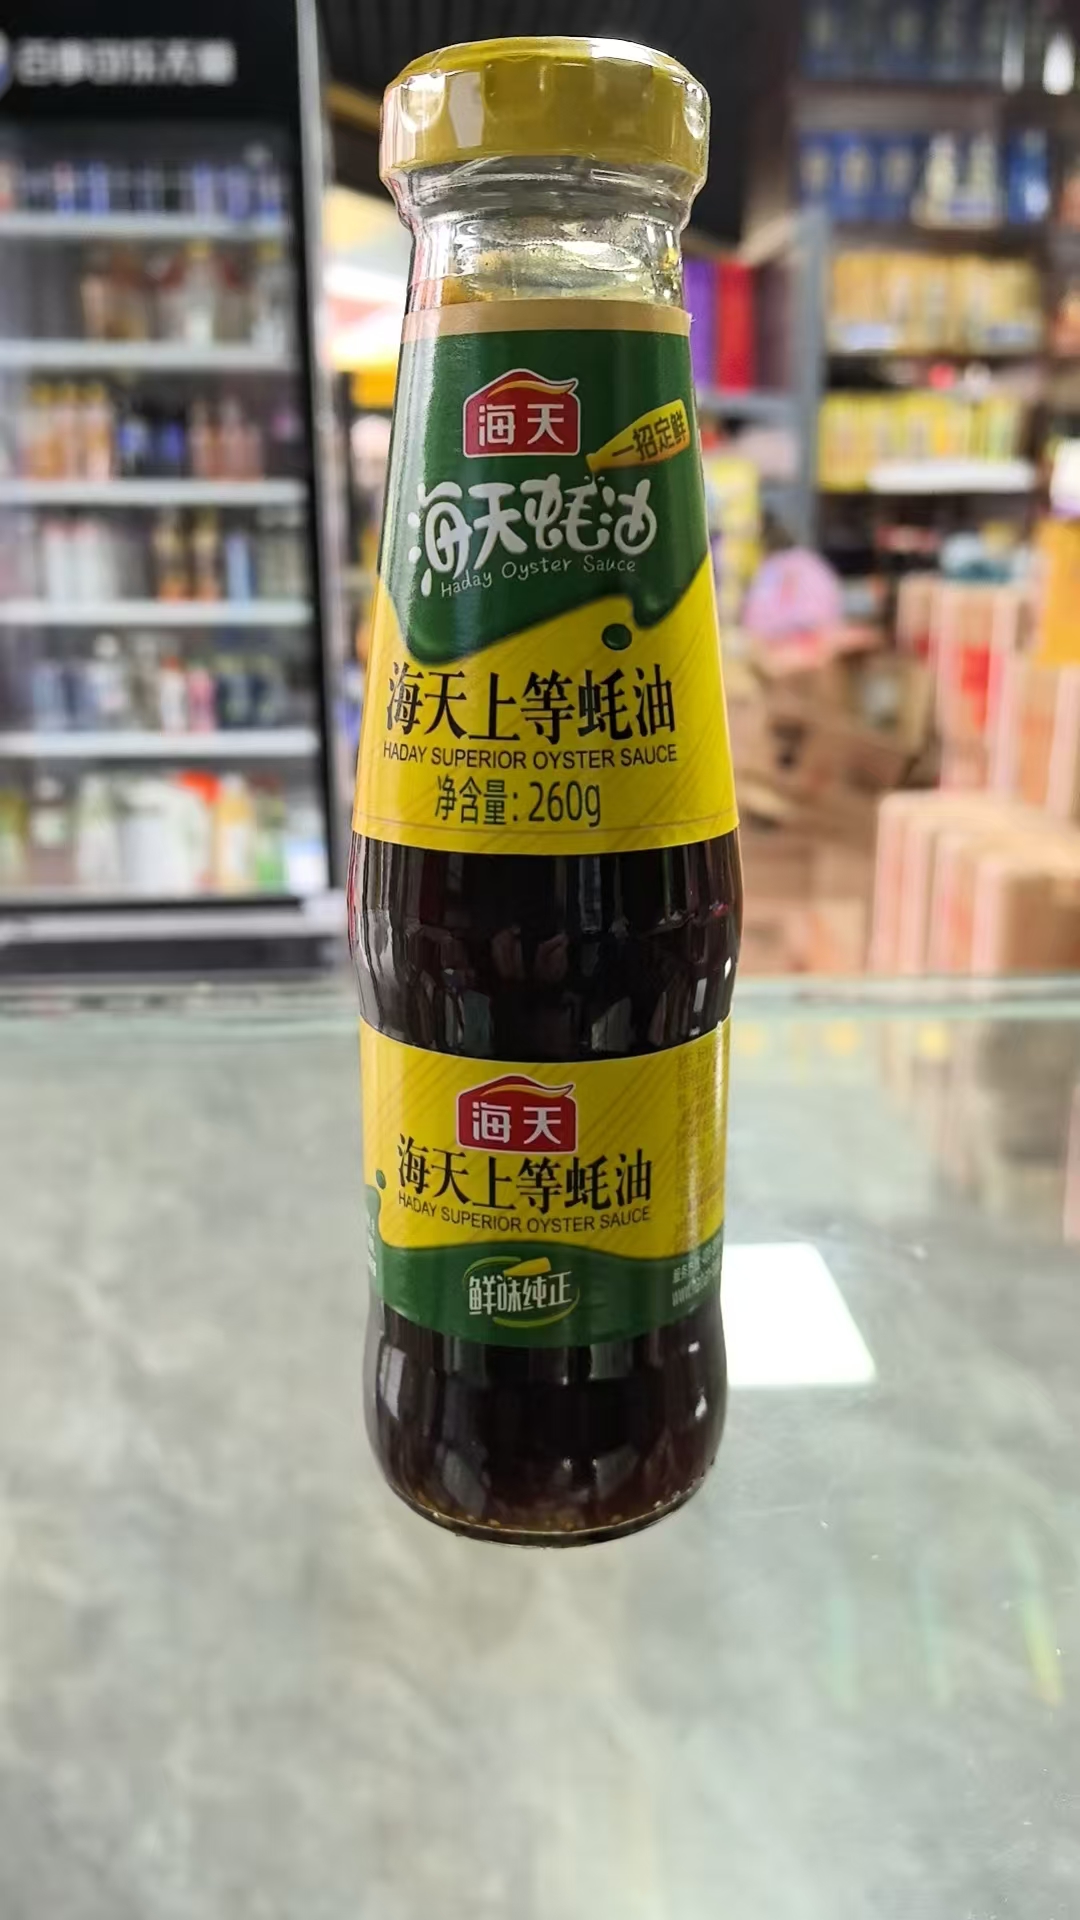 海天
一招定鲜
海天蚝油
Haday Oyster Sauce
海天上等蚝油
HADAY SUPERIOR OYSTER SAUCE
净含量: 260g
海天
海天上等蚝油
HADAY SUPERIOR OYSTER SAUCE
鲜味纯正